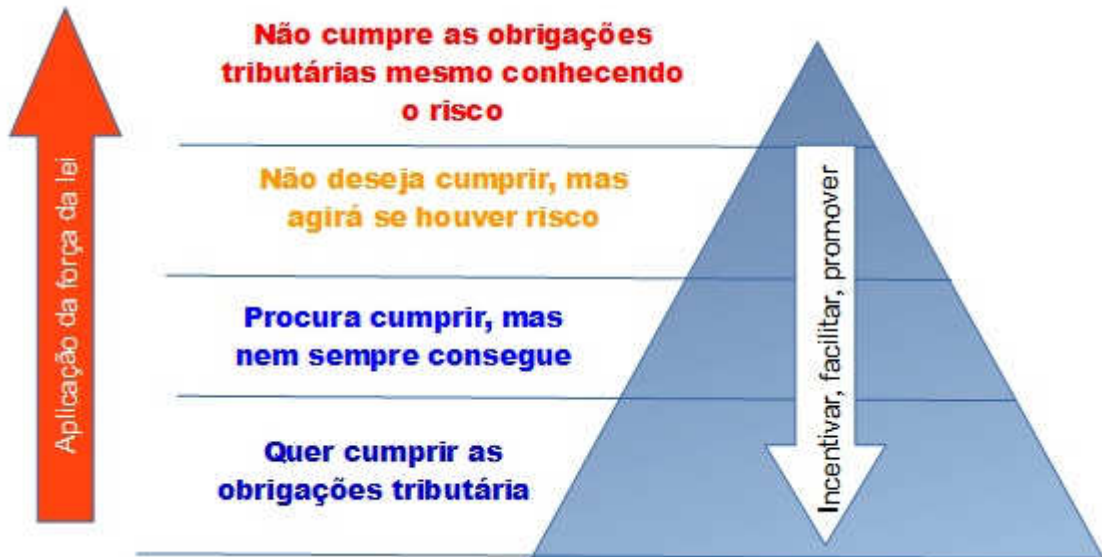 Não cumpre as obrigações
tributárias mesmo conhecendo
o risco
Não deseja cumprir, mas
agirá se houver risco
Procura cumprir, mas
nem sempre consegue
Quer cumprir as
obrigações tributária
Aplicação da força da lei
Incentivar, facilitar, promover